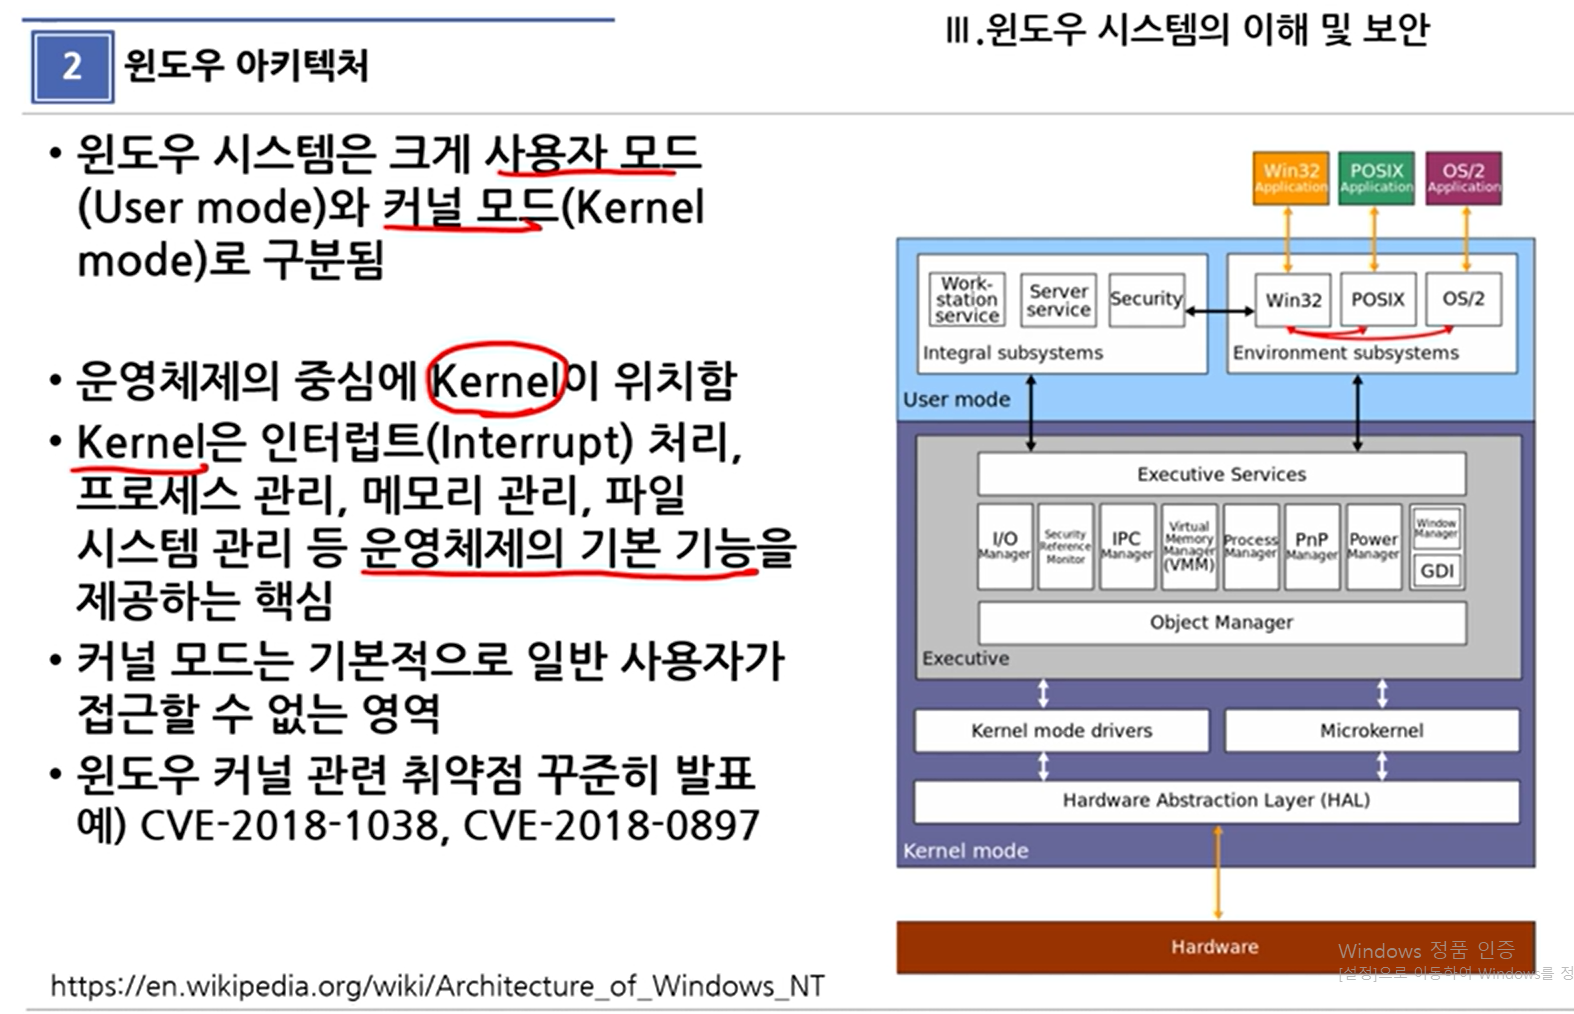 Ⅲ.윈도우 시스템의 이해 및 보안
2 윈도우 아키텍처
• 윈도우 시스템은 크게 사용자 모드
(User mode)와 커널 모드(Kernel
mode)로 구분됨
• 운영체제의 중심에 Kernel이 위치함
• Kernel은 인터럽트(Interrupt) 처리,
프로세스 관리, 메모리 관리, 파일
시스템 관리 등 운영체제의 기본 기능을
제공하는 핵심
• 커널 모드는 기본적으로 일반 사용자가
접근할 수 없는 영역
• 윈도우 커널 관련 취약점 꾸준히 발표
예) CVE-2018-1038, CVE-2018-0897
https://en.wikipedia.org/wiki/Architecture_of_Windows_NT
Win32
Application
POSIX
Application
OS/2
Application
Work-
station
service
Server
service
Security
Integral subsystems
Win32
POSIX
OS/2
Environment subsystems
User mode
Executive Services
I/O
Manager
Security
Reference
Monitor
IPC
Manager
Virtual
Memory
Manager
(VMM)
Process
Manager
PnP
Manager
Power
Manager
Window
Manager
GDI
Object Manager
Executive
Kernel mode drivers
Microkernel
Hardware Abstraction Layer (HAL)
Kernel mode
Hardware
Windows 정품 인증
[설정]으로 이동하여 Windows를 정